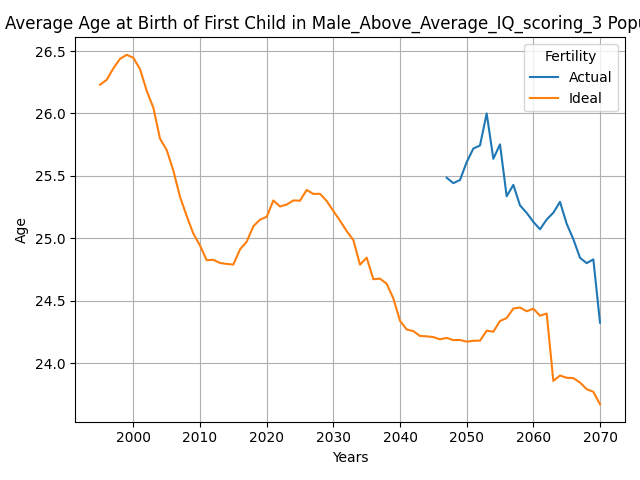 Average Age at Birth of First Child in Male_Above_Average_IQ_scoring_3
Fertility
Actual
Ideal
26.5
26.0
25.5
25.0
24.5
24.0
Age
2000 2010 2020 2030 2040 2050 2060 2070
Years